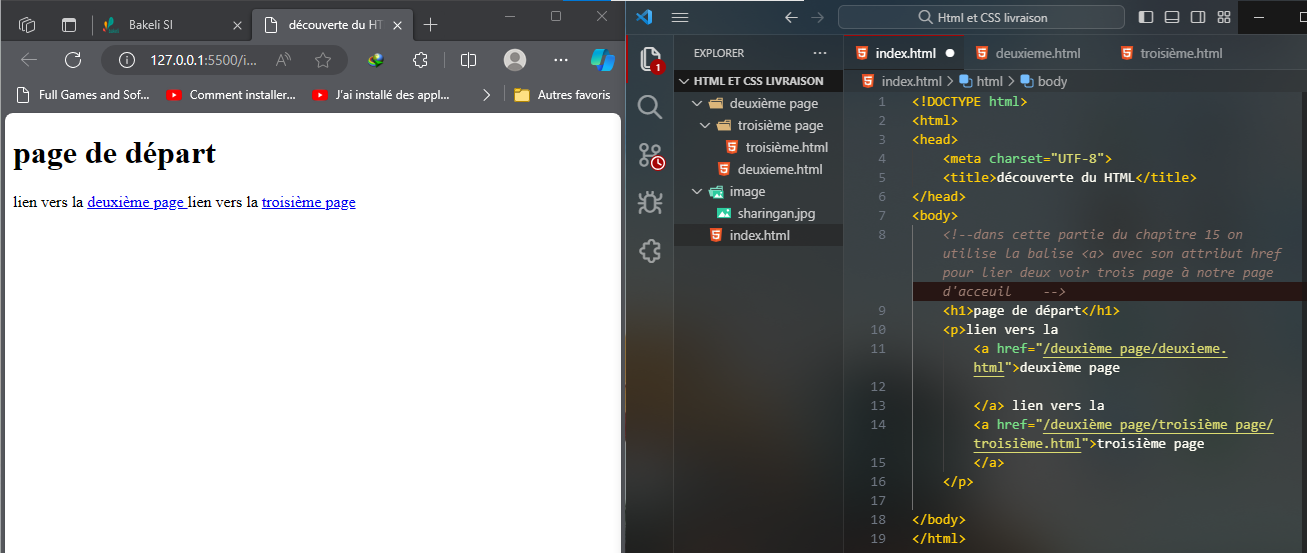 Bakeli SI
découverte du HT
127.0.0.1:5500/i...
Full Games and Sof...
Comment installer...
J'ai installé des appl...
Autres favoris
page de départ
lien vers la deuxième page lien vers la troisième page
Html et CSS livraison
EXPLORER
HTML ET CSS LIVRAISON
deuxième page
troisième page
troisième.html
deuxieme.html
image
sharingan.jpg
index.html
1
index.html
deuxieme.html
troisième.html
index.html > html > body
1 <!DOCTYPE html>
2 <html>
3 <head>
4 <meta charset="UTF-8">
5 <title>découverte du HTML</title>
6 </head>
7 <body>
8 <!--dans cette partie du chapitre 15 on
utilise la balise <a> avec son attribut href
pour lier deux voir trois page à notre page
d'acceuil -->
9 <h1>page de départ</h1>
10 <p>lien vers la
11 <a href="/deuxième page/deuxieme.
html">deuxième page
12
13 </a> lien vers la
14 <a href="/deuxième page/troisième page/
troisième.html">troisième page
15 </a>
16 </p>
17
18 </body>
19 </html>